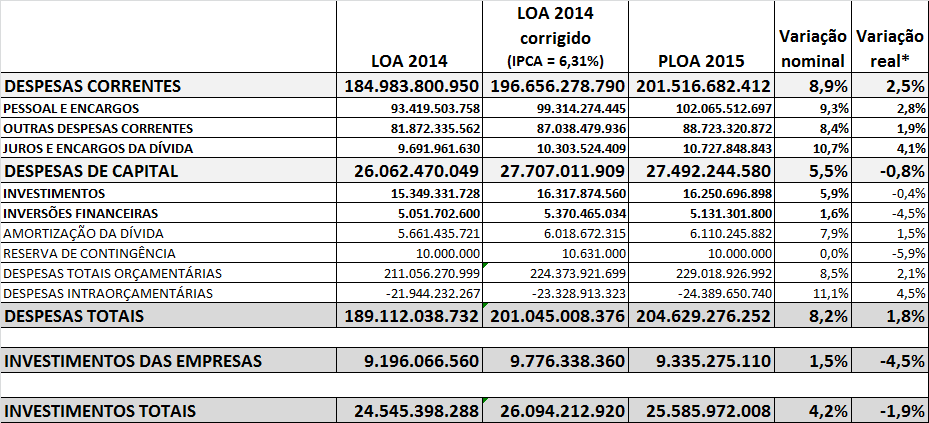 LOA 2014 LOA 2014 corrigido (IPCA = 6,31%) PLOA 2015 Variação nominal Variação real*
DESPESAS CORRENTES 184.983.800.950 196.656.278.790 201.516.682.412 8,9% 2,5%
PESSOAL E ENCARGOS 93.419.503.758 99.314.274.445 102.065.512.697 9,3% 2,8%
OUTRAS DESPESAS CORRENTES 81.872.335.562 87.038.479.936 88.723.320.872 8,4% 1,9%
JUROS E ENCARGOS DA DÍVIDA 9.691.961.630 10.303.524.409 10.727.848.843 10,7% 4,1%
DESPESAS DE CAPITAL 26.062.470.049 27.707.011.909 27.492.244.580 5,5% -0,8%
INVESTIMENTOS 15.349.331.728 16.317.874.560 16.250.696.898 5,9% -0,4%
INVERSÕES FINANCEIRAS 5.051.702.600 5.370.465.034 5.131.301.800 1,6% -4,5%
AMORTIZAÇÃO DA DÍVIDA 5.661.435.721 6.018.672.315 6.110.245.882 7,9% 1,5%
RESERVA DE CONTINGÊNCIA 10.000.000 10.631.000 10.000.000 0,0% -5,9%
DESPESAS TOTAIS ORÇAMENTÁRIAS 211.056.270.999 224.373.921.699 229.018.926.992 8,5% 2,1%
DESPESAS INTRAORÇAMENTÁRIAS -21.944.232.267 -23.328.913.323 -24.389.650.740 11,1% 4,5%
DESPESAS TOTAIS 189.112.038.732 201.045.008.376 204.629.276.252 8,2% 1,8%
INVESTIMENTOS DAS EMPRESAS 9.196.066.560 9.776.338.360 9.335.275.110 1,5% -4,5%
INVESTIMENTOS TOTAIS 24.545.398.288 26.094.212.920 25.585.972.008 4,2% -1,9%